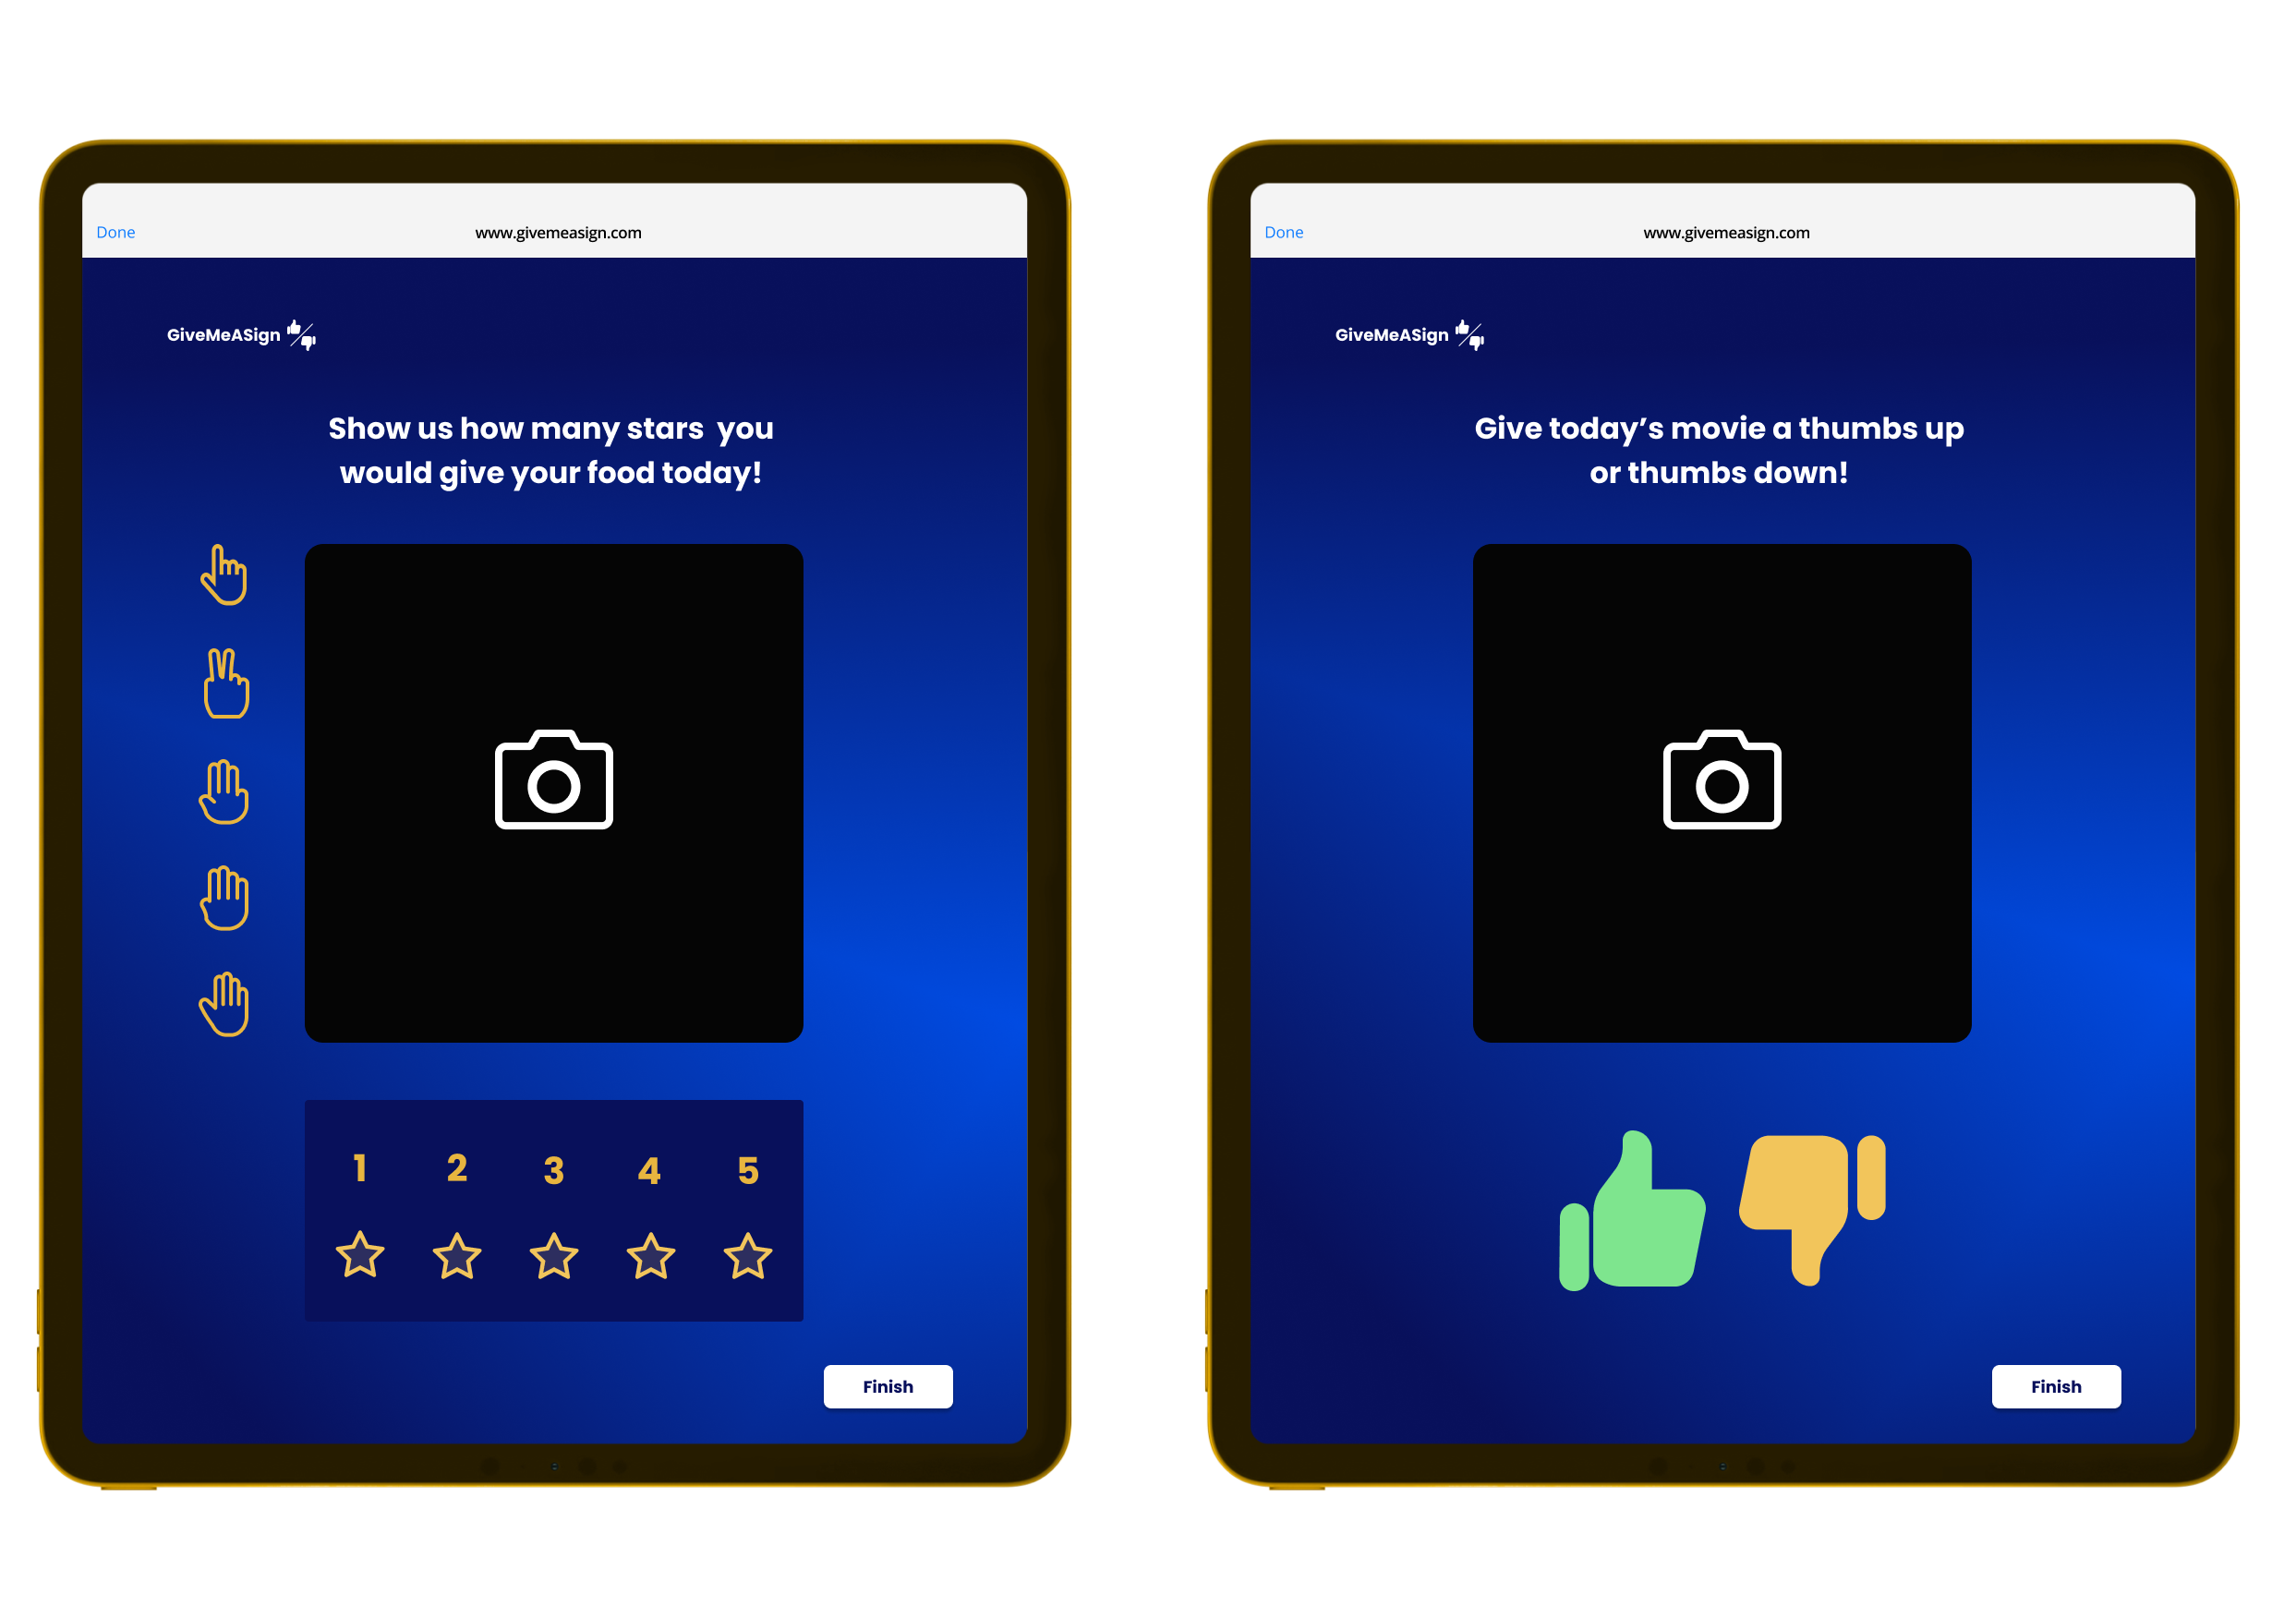 Done
www.givemeasign.com
GiveMeASign
Show us how many stars you
would give your food today!
1 2 3 4 5
Finish
Done
www.givemeasign.com
GiveMeASign
Give today’s movie a thumbs up
or thumbs down!
Finish